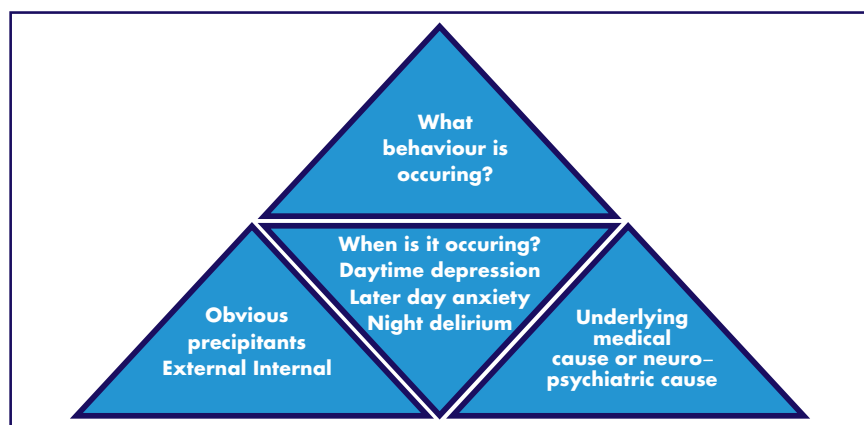 What
behaviour is
occuring?
When is it occuring?
Daytime depression
Later day anxiety
Night delirium
Obvious
precipitants
External Internal
Underlying
medical
cause or neuro–
psychiatric cause